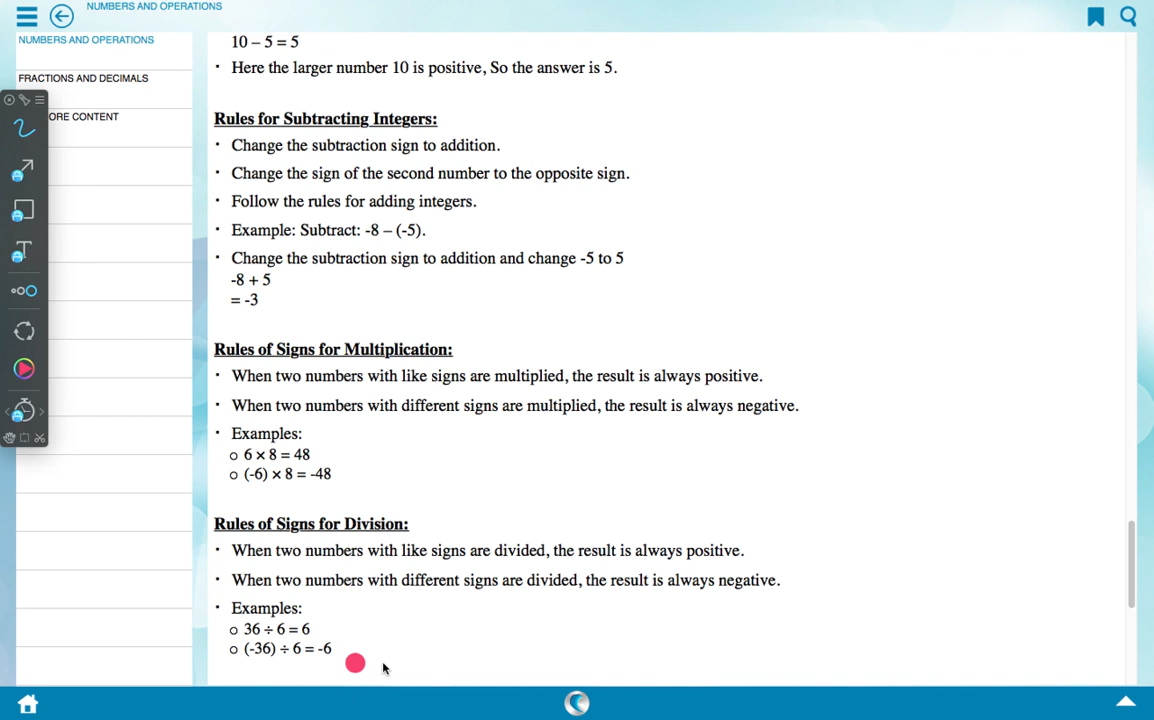 NUMBERS AND OPERATIONS
NUMBERS AND OPERATIONS
FRACTIONS AND DECIMALS
ORE CONTENT
T
10 – 5 = 5
· Here the larger number 10 is positive, So the answer is 5.
Rules for Subtracting Integers:
· Change the subtraction sign to addition.
· Change the sign of the second number to the opposite sign.
· Follow the rules for adding integers.
· Example: Subtract: -8 – (-5).
· Change the subtraction sign to addition and change -5 to 5
-8 + 5
= -3
Rules of Signs for Multiplication:
· When two numbers with like signs are multiplied, the result is always positive.
· When two numbers with different signs are multiplied, the result is always negative.
· Examples:
o 6 × 8 = 48
o (-6) × 8 = -48
Rules of Signs for Division:
· When two numbers with like signs are divided, the result is always positive.
· When two numbers with different signs are divided, the result is always negative.
· Examples:
o 36 ÷ 6 = 6
o (-36) ÷ 6 = -6